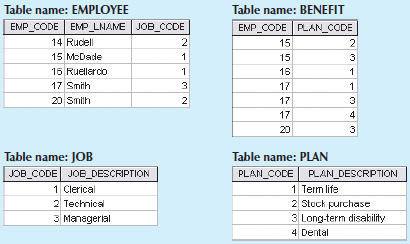 Table name: EMPLOYEE
EMP_CODE EMP_LNAME JOB_CODE
14 Rudell 2
15 McDade 1
16 Ruellardo 1
17 Smith 3
20 Smith 2
Table name: BENEFIT
EMP_CODE PLAN_CODE
15 2
15 3
16 1
17 1
17 3
17 4
20 3
Table name: JOB
JOB_CODE JOB_DESCRIPTION
1 Clerical
2 Technical
3 Managerial
Table name: PLAN
PLAN_CODE PLAN_DESCRIPTION
1 Term life
2 Stock purchase
3 Long-term disability
4 Dental